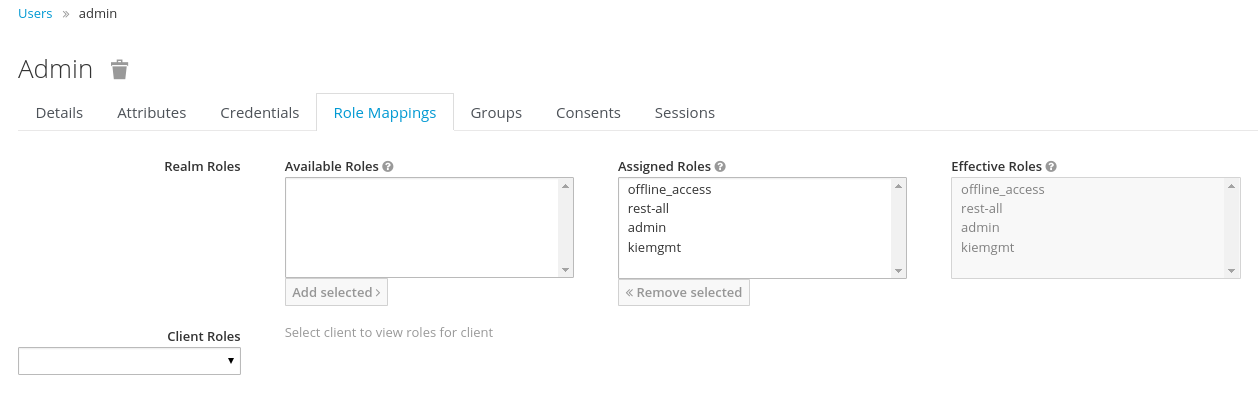 Users » admin
Admin
Details Attributes Credentials Role Mappings Groups Consents Sessions
Realm Roles Available Roles Assigned Roles Effective Roles
offline_access offline_access
rest-all rest-all
admin admin
kiemgmt kiemgmt
Add selected › « Remove selected
Client Roles Select client to view roles for client